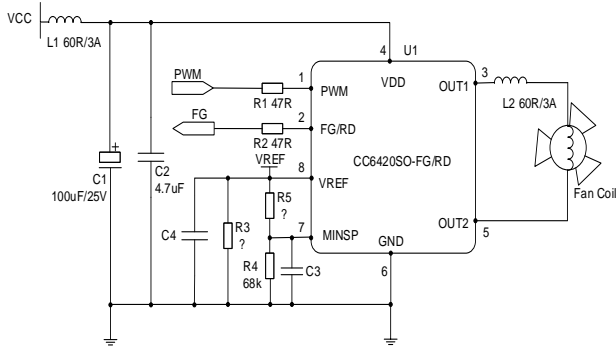 VCC
L1 60R/3A
4
U1
PWM
1
PWM
VDD
OUT1
3
R1 47R
L2 60R/3A
FG
2
FG/RD
R2 47R
CC6420SO-FG/RD
VREF
8
VREF
C1
100uF/25V
C2
4.7uF
R5
?
Fan Coil
C4
R3
?
7
MINSP
OUT2
5
GND
R4
68k
C3
6